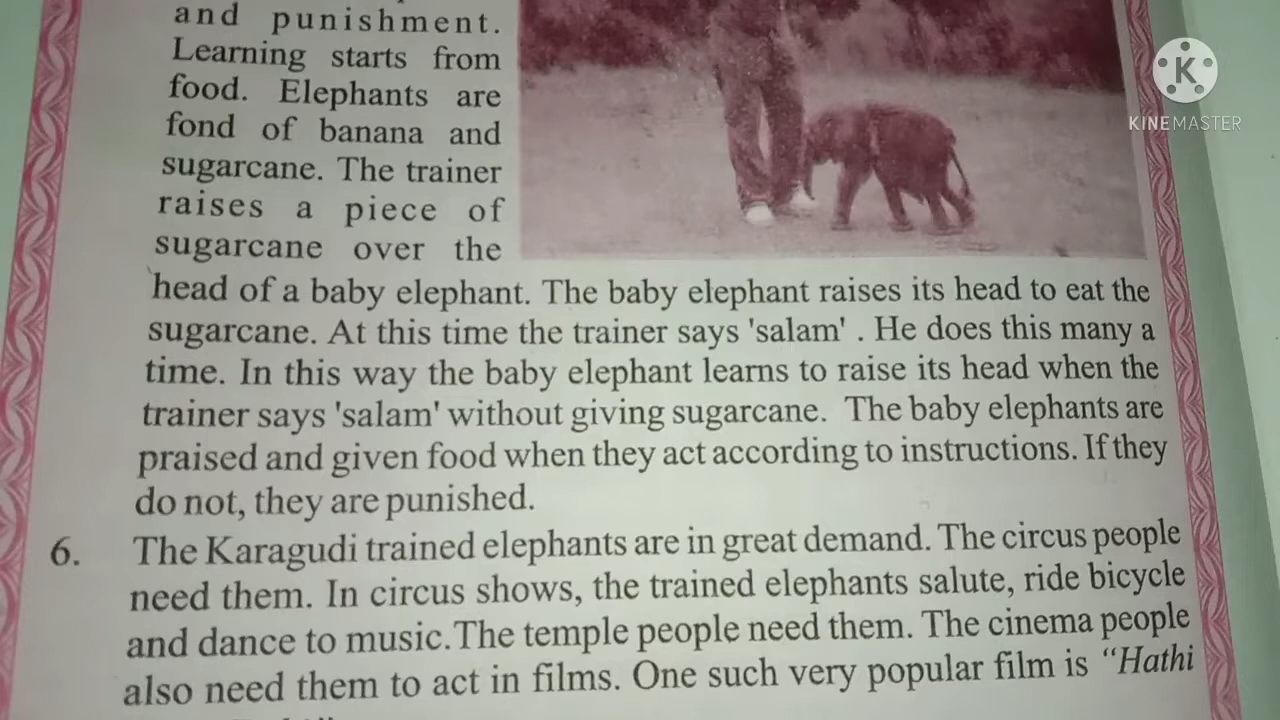 and punishment.
Learning starts from
food. Elephants are
fond of banana and
sugarcane. The trainer
raises a piece of
sugarcane over the
head of a baby elephant. The baby elephant raises its head to eat the
sugarcane. At this time the trainer says 'salam' . He does this many a
time. In this way the baby elephant learns to raise its head when the
trainer says 'salam' without giving sugarcane. The baby elephants are
praised and given food when they act according to instructions. If they
do not, they are punished.
6. The Karagudi trained elephants are in great demand. The circus people
need them. In circus shows, the trained elephants salute, ride bicycle
and dance to music.The temple people need them. The cinema people
also need them to act in films. One such very popular film is “Hathi
K
KINEMASTER